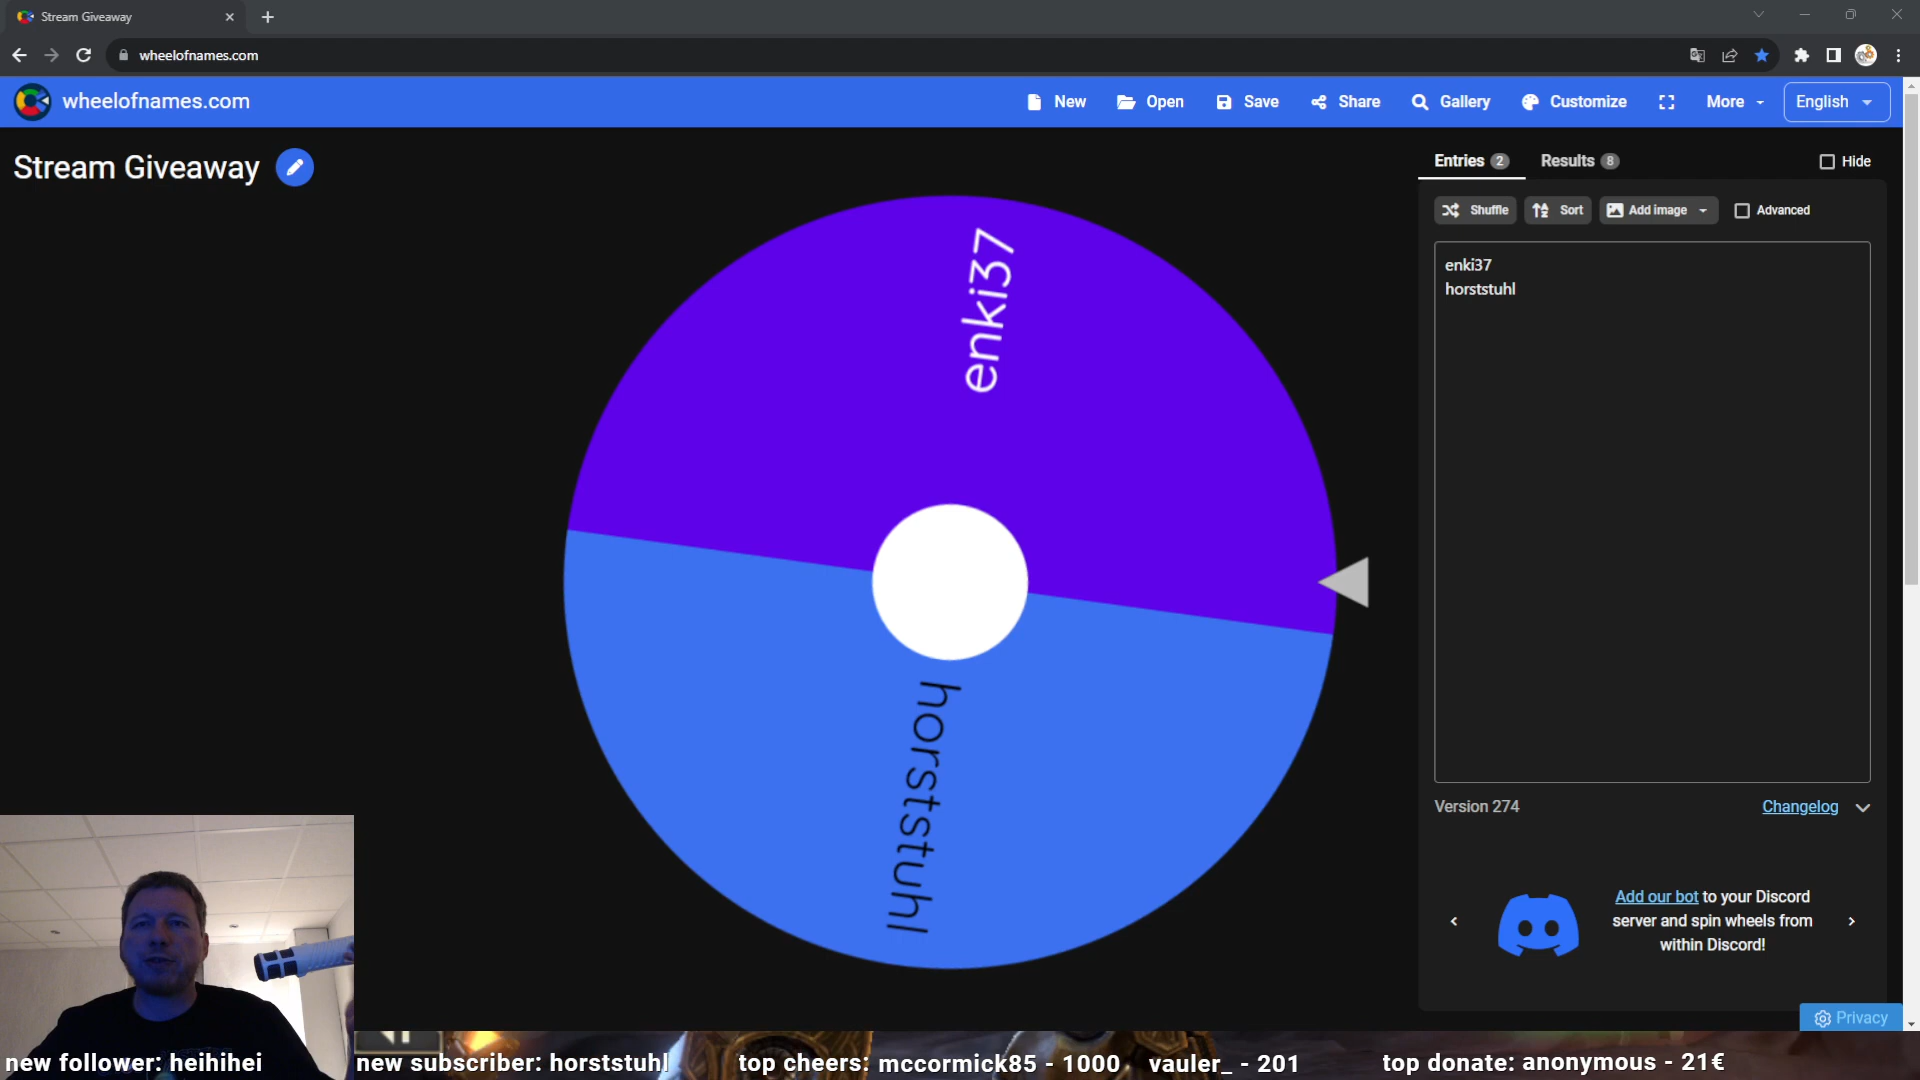 Stream Giveaway
wheelofnames.com
wheelofnames.com
New
Open
Save
Share
Gallery
Customize
More
English
Stream Giveaway
Entries 2
Results 8
Hide
Shuffle
Sort
Add image
Advanced
enki37
horststuhl
enki37
horststuhl
Version 274
Changelog
Add our bot to your Discord
server and spin wheels from
within Discord!
Privacy
new follower: heihihei
new subscriber: horststuhl
top cheers: mccormick85 - 1000 vauler_ - 201
top donate: anonymous - 21€